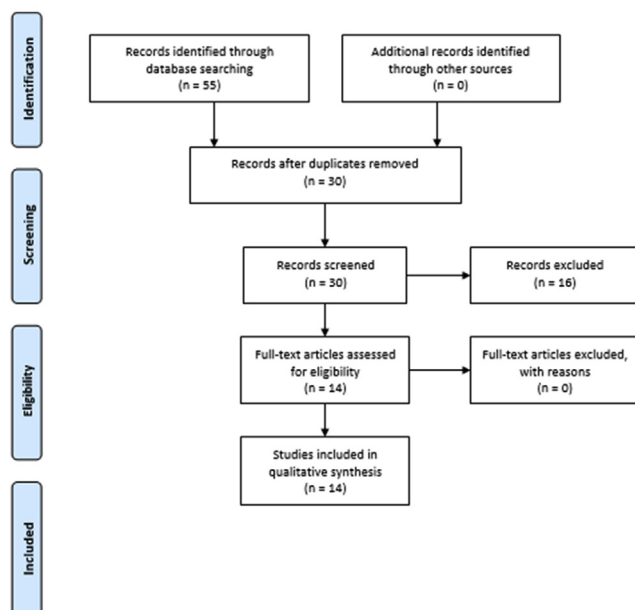 Identification
Records identified through
database searching
(n = 55)
Additional records identified
through other sources
(n = 0)
Records after duplicates removed
(n = 30)
Screening
Records screened
(n = 30)
Records excluded
(n = 16)
Eligibility
Full-text articles assessed
for eligibility
(n = 14)
Full-text articles excluded,
with reasons
(n = 0)
Studies included in
qualitative synthesis
(n = 14)
Included